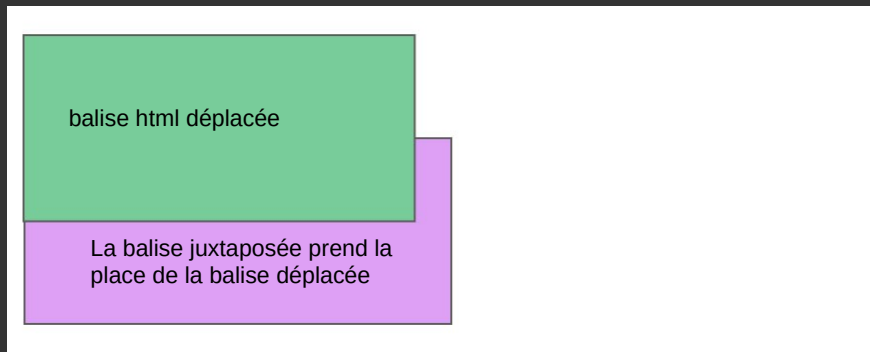 balise html déplacée
La balise juxtaposée prend la
place de la balise déplacée